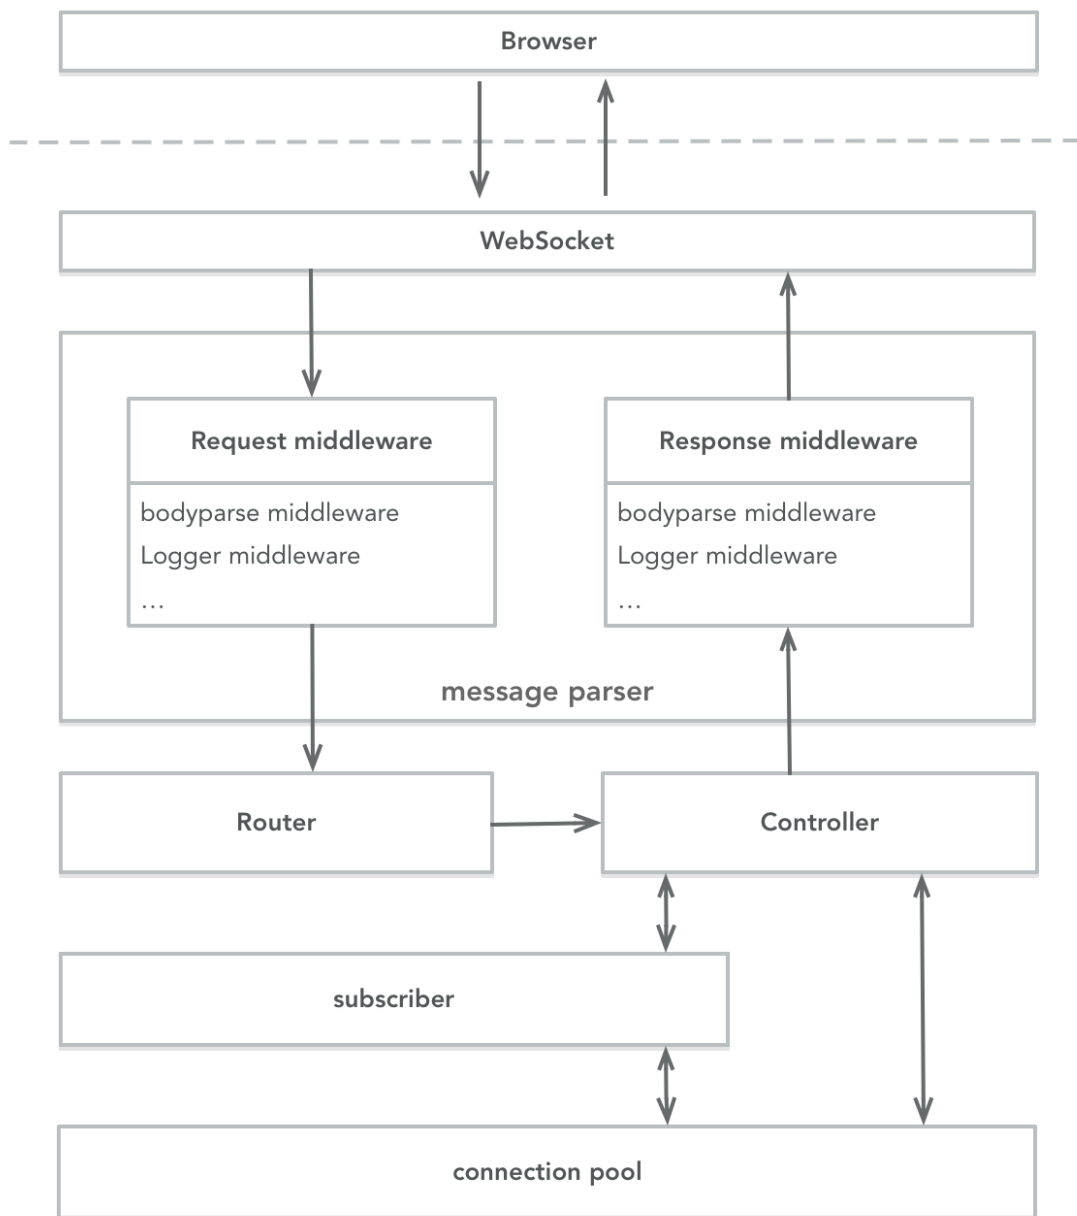 Browser
WebSocket
Request middleware
bodyparse middleware
Logger middleware
...
Response middleware
bodyparse middleware
Logger middleware
...
message parser
Router
Controller
subscriber
connection pool